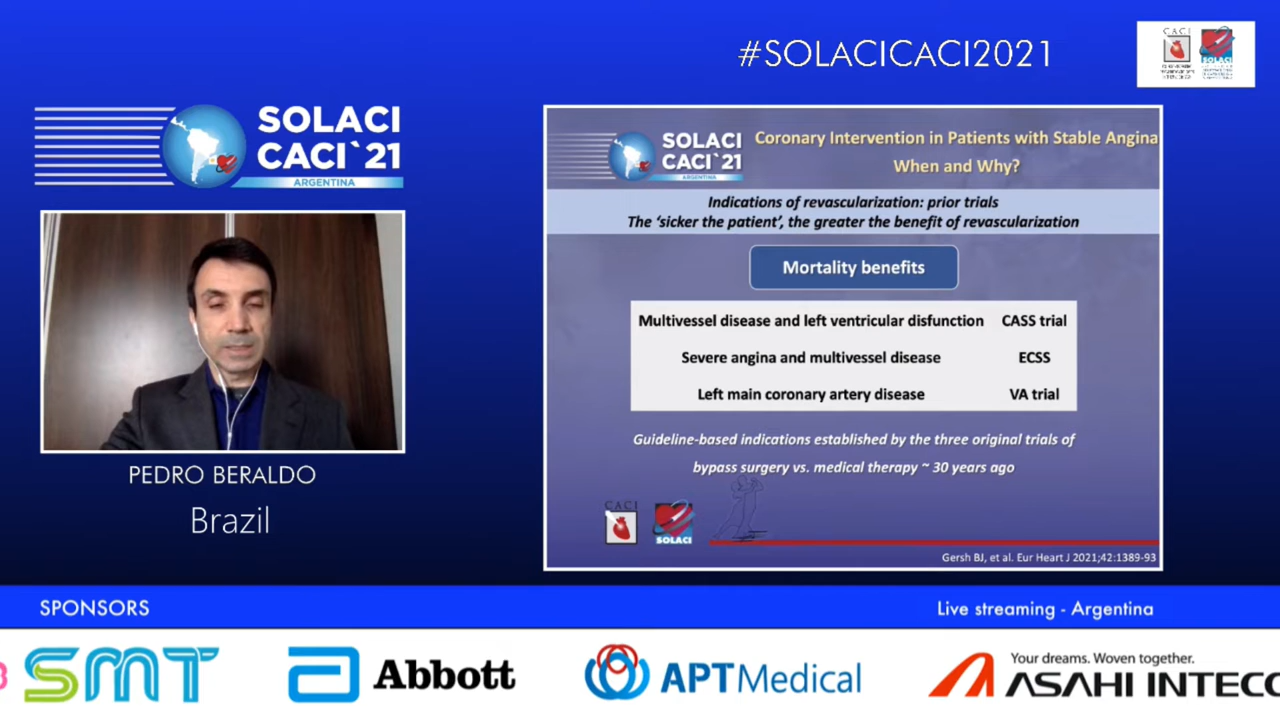 #SOLACICACI2021
CACI
SOLACI
SOLACI
CACI`21
ARGENTINA
SOLACI
CACI`21
ARGENTINA
Coronary Intervention in Patients with Stable Angina
When and Why?
Indications of revascularization: prior trials
The ‘sicker the patient’, the greater the benefit of revascularization
Mortality benefits
Multivessel disease and left ventricular disfunction CASS trial
Severe angina and multivessel disease ECSS
Left main coronary artery disease VA trial
Guideline-based indications established by the three original trials of
bypass surgery vs. medical therapy ~ 30 years ago
CACI
SOLACI
Gersh BJ, et al. Eur Heart J 2021;42:1389-93
PEDRO BERALDO
Brazil
SPONSORS
Live streaming - Argentina
SMT
Abbott
APT Medical
Your dreams. Woven together.
ASAHI INTECC